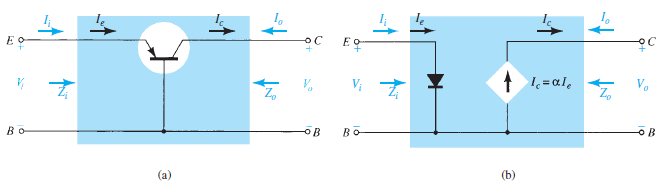 I_i I_e I_c I_o
E + C +
V_i Z_i Z_o V_o
B – B –
(a)
I_i I_e I_c I_o
E + C +
V_i Z_i I_c = αI_e Z_o V_o
B – B –
(b)